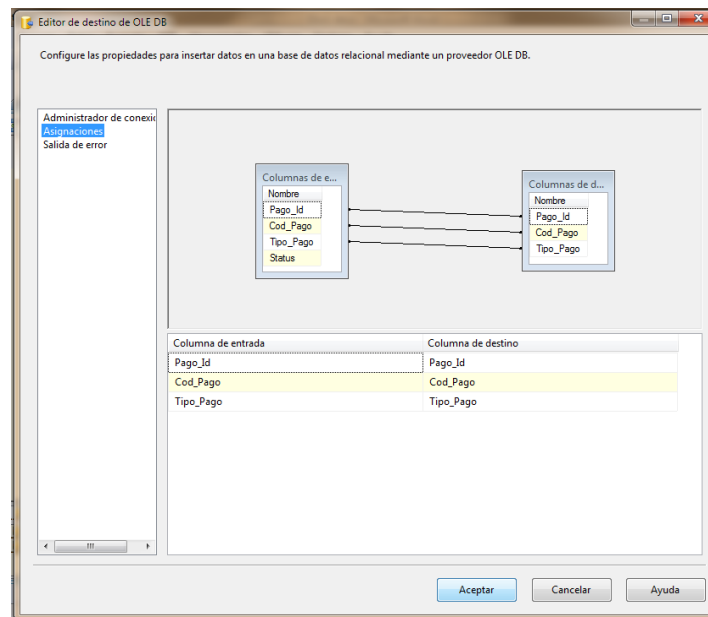 Editor de destino de OLE DB
Configure las propiedades para insertar datos en una base de datos relacional mediante un proveedor OLE DB.
Administrador de conexi
Asignaciones
Salida de error
Columnas de e...
Nombre
Pago_Id
Cod_Pago
Tipo_Pago
Status
Columnas de d...
Nombre
Pago_Id
Cod_Pago
Tipo_Pago
Columna de entrada Columna de destino
Pago_Id Pago_Id
Cod_Pago Cod_Pago
Tipo_Pago Tipo_Pago
Aceptar Cancelar Ayuda